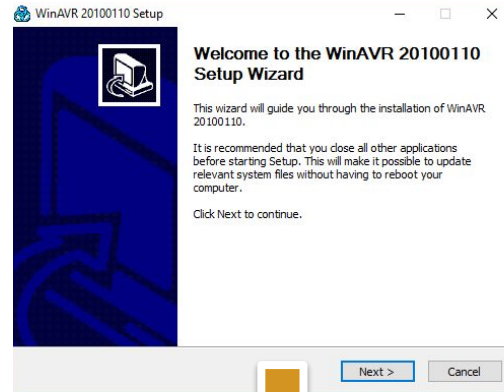 WinAVR 20100110 Setup
Welcome to the WinAVR 20100110
Setup Wizard
This wizard will guide you through the installation of WinAVR
20100110.
It is recommended that you close all other applications
before starting Setup. This will make it possible to update
relevant system files without having to reboot your
computer.
Click Next to continue.
Next >
Cancel